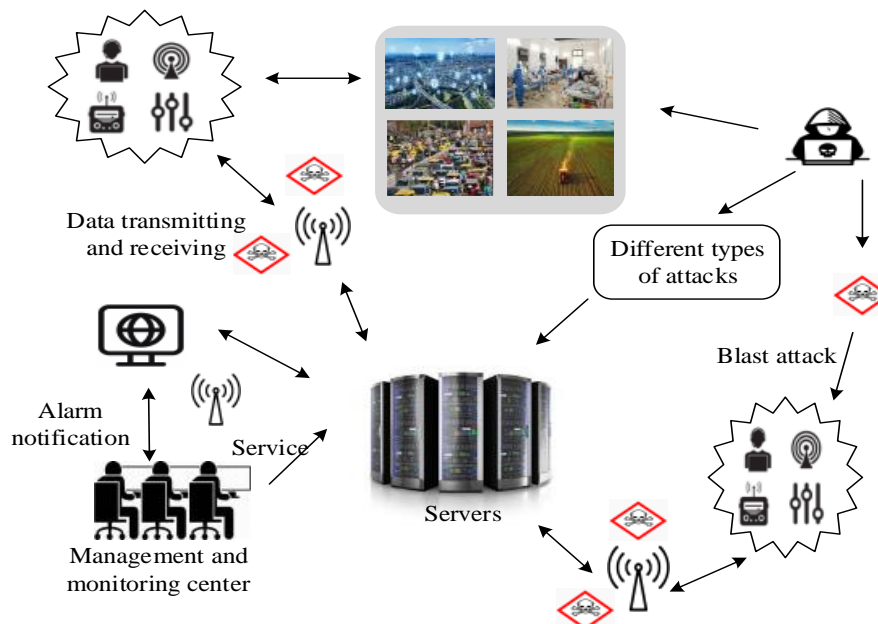 Data transmitting
and receiving
Different types
of attacks
Blast attack
Alarm
notification
Service
Servers
Management and
monitoring center